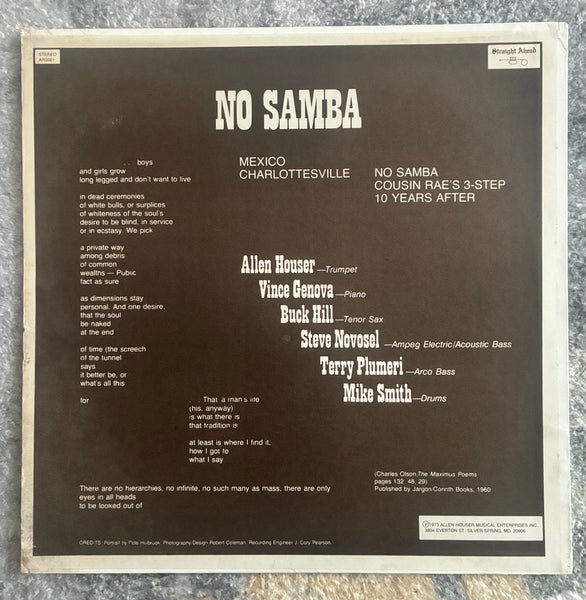 STEREO
Straight Ahead
NO SAMBA
MEXICO
CHARLOTTESVILLE
NO SAMBA
COUSIN RAE'S 3-STEP
10 YEARS AFTER
. . . boys
and girls grow
long legged and don't want to live
in dead ceremonies
of white bulls, or surplices
of whiteness of the soul's
desire to be blind, in service
or in ecstasy. We pick
a private way
among debris
of common
wealths — Public
fact as sure
as dimensions stay
personal. And one desire,
that the soul
be naked
at the end
of time (the screech
of the tunnel
says
it better be, or
what's all this
for
. . . That a man's life
(his, anyway)
is what there is
that tradition is
at least is where I find it,
how I got to
what I say
There are no hierarchies, no infinite, no such many as mass, there are only
eyes in all heads
to be looked out of
Allen Houser—Trumpet
Vince Genova—Piano
Buck Hill—Tenor Sax
Steve Novosel—Ampeg Electric/Acoustic Bass
Terry Plumeri—Arco Bass
Mike Smith—Drums
(Charles Olson, The Maximus Poems
pages 132, 48, 29)
Published by Jargon/Corinth Books, 1960
Ⓟ1973 ALLEN HOUSER MUSICAL ENTERPRISES INC.
3804 EVERTON ST. SILVER SPRING, MD. 20906
CREDITS: Portrait by Pete Holbrook, Photography-Design Robert Coleman, Recording Engineer J. Cory Pearson.